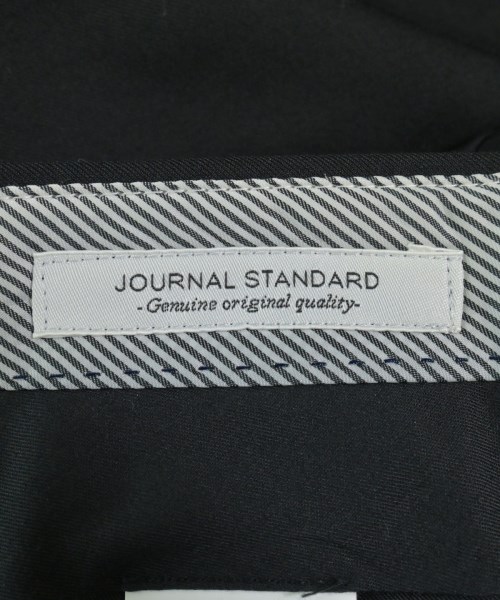 JOURNAL STANDARD
-Genuine original quality-